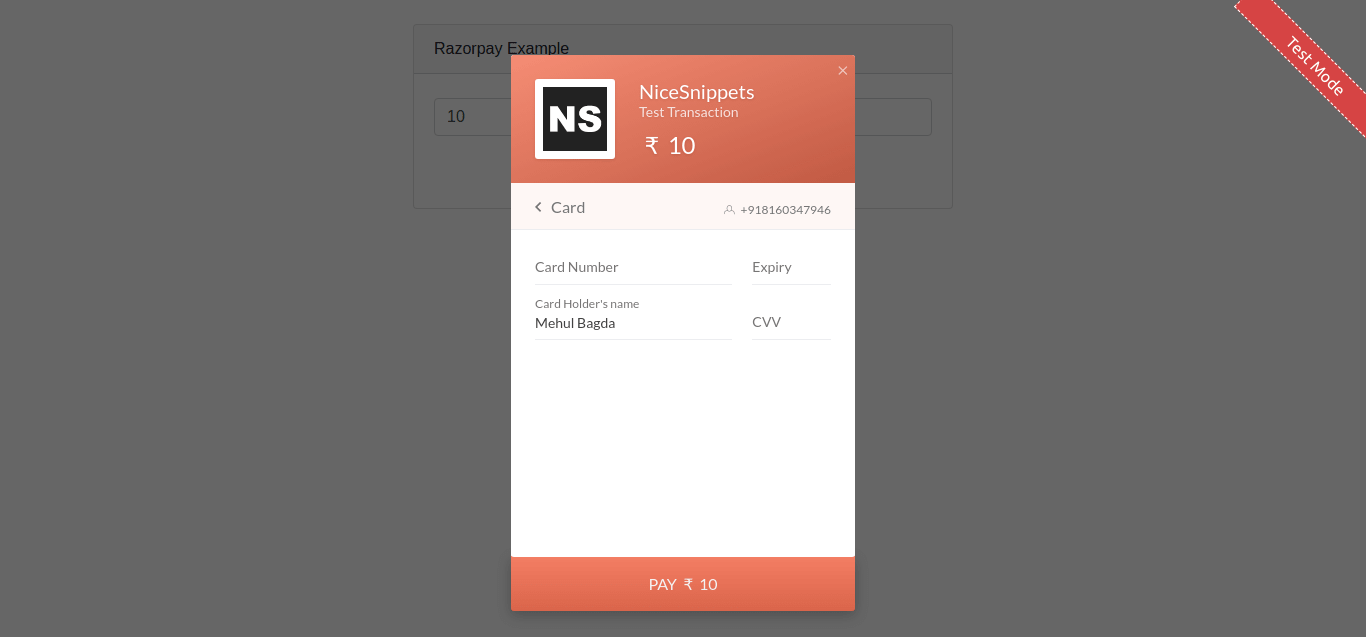 Razorpay Example
Test Mode
10
×
NS
NiceSnippets
Test Transaction
₹ 10
Card
+918160347946
Card Number
Expiry
Card Holder's name
Mehul Bagda
CVV
PAY ₹ 10